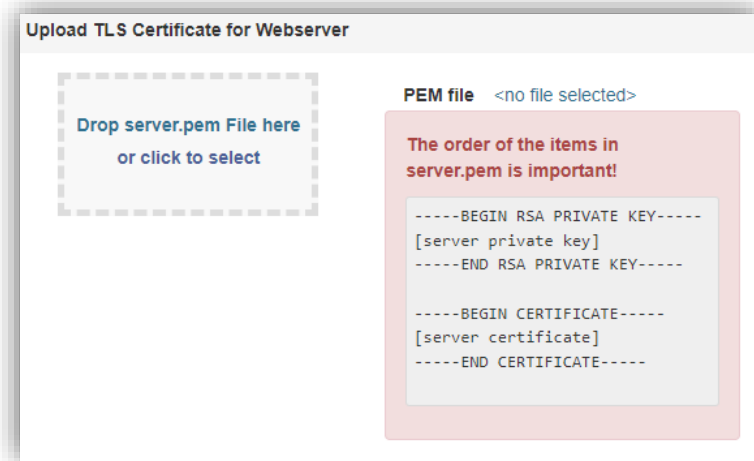 Upload TLS Certificate for Webserver
Drop server.pem File here
or click to select
PEM file <no file selected>
The order of the items in
server.pem is important!
-----BEGIN RSA PRIVATE KEY-----
[server private key]
-----END RSA PRIVATE KEY-----
-----BEGIN CERTIFICATE-----
[server certificate]
-----END CERTIFICATE-----